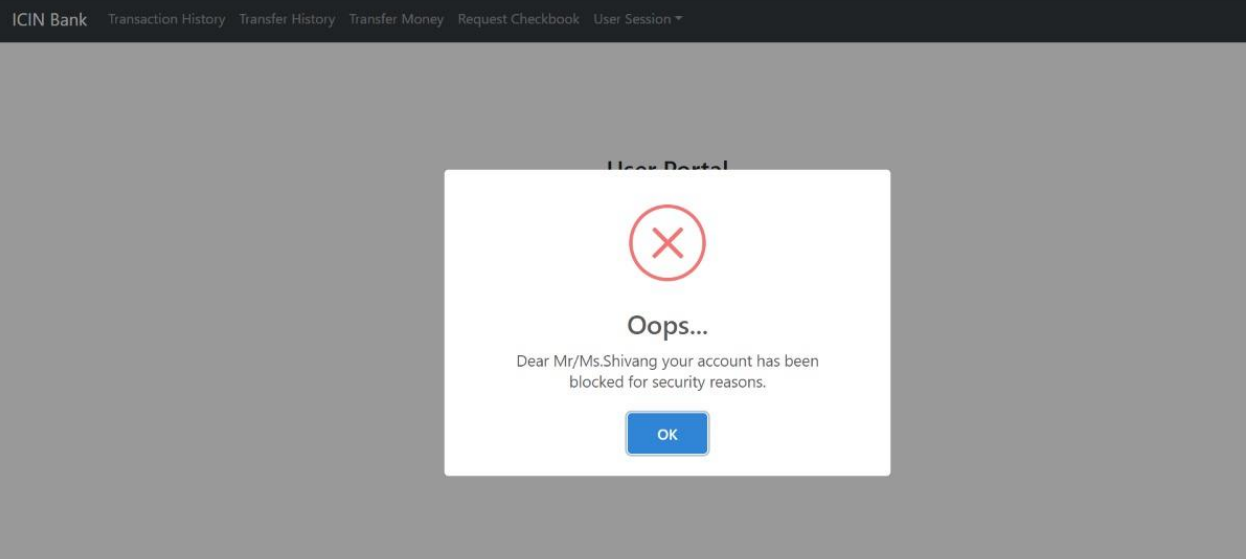 ICIN Bank Transaction History Transfer History Transfer Money Request Checkbook User Session
User Portal
Oops...
Dear Mr/Ms.Shivang your account has been
blocked for security reasons.
OK